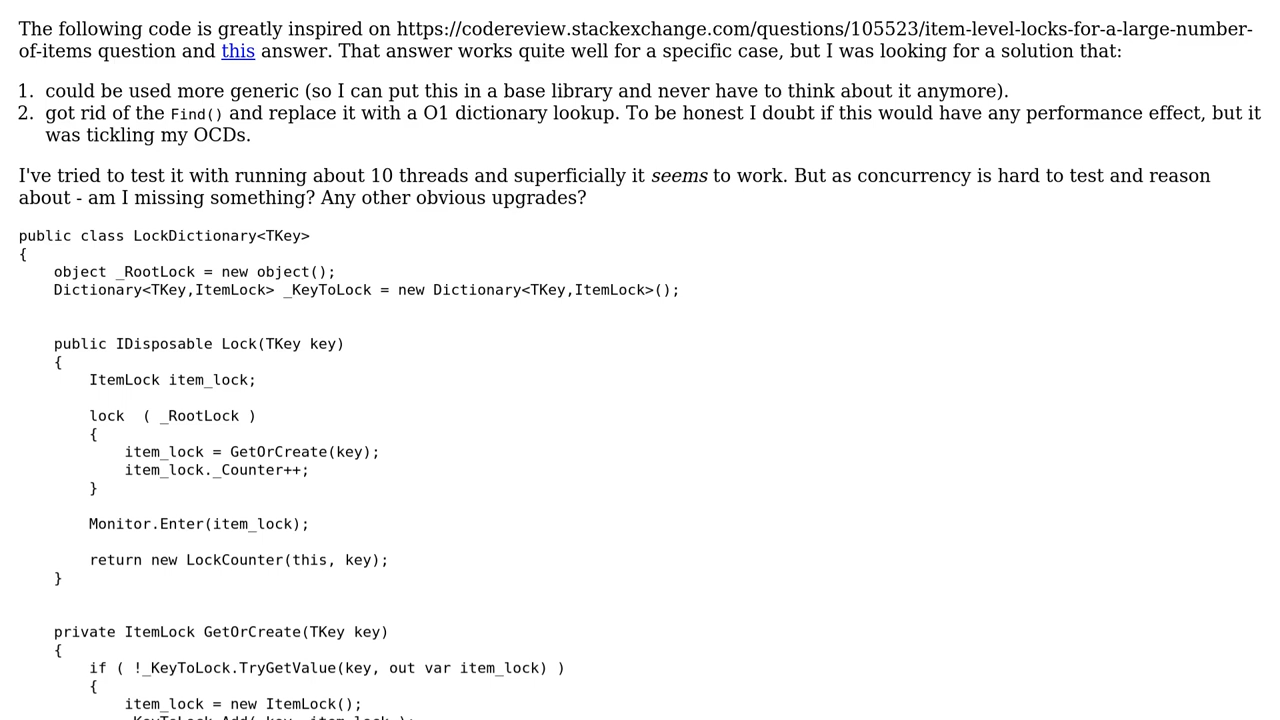 The following code is greatly inspired on https://codereview.stackexchange.com/questions/105523/item-level-locks-for-a-large-number-
of-items question and this answer. That answer works quite well for a specific case, but I was looking for a solution that:
1. could be used more generic (so I can put this in a base library and never have to think about it anymore).
2. got rid of the Find() and replace it with a O1 dictionary lookup. To be honest I doubt if this would have any performance effect, but it
was tickling my OCDs.
I've tried to test it with running about 10 threads and superficially it seems to work. But as concurrency is hard to test and reason
about - am I missing something? Any other obvious upgrades?
public class LockDictionary<TKey>
{
    object _RootLock = new object();
    Dictionary<TKey,ItemLock> _KeyToLock = new Dictionary<TKey,ItemLock>();
    public IDisposable Lock(TKey key)
    {
        ItemLock item_lock;
        lock  ( _RootLock )
        {
            item_lock = GetOrCreate(key);
            item_lock._Counter++;
        }
        Monitor.Enter(item_lock);
        return new LockCounter(this, key);
    }
    private ItemLock GetOrCreate(TKey key)
    {
        if ( !_KeyToLock.TryGetValue(key, out var item_lock) )
        {
            item_lock = new ItemLock();
            _KeyToLock.Add( key, item_lock );